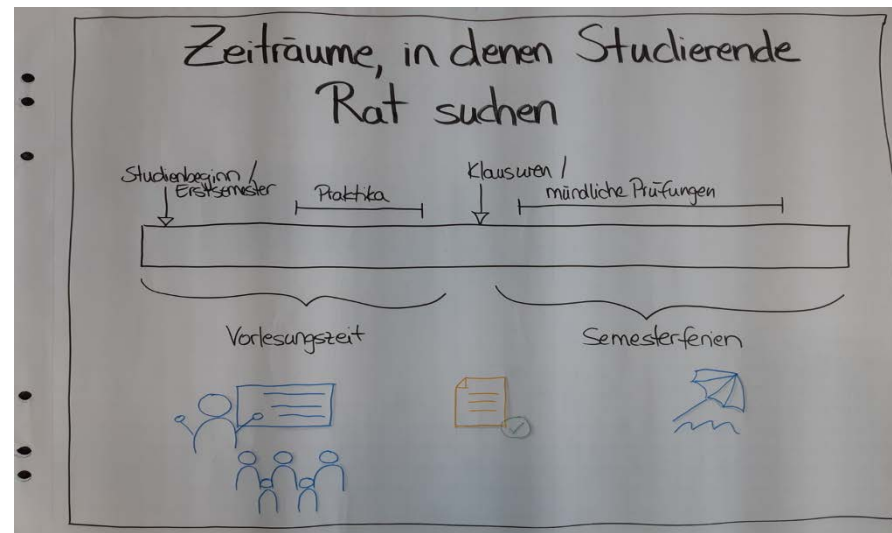 Zeiträume, in denen Studierende
Rat suchen
Studienbeginn /
Erstsemester
Praktika
Klausuren /
mündliche Prüfungen
Vorlesungszeit
Semesterferien